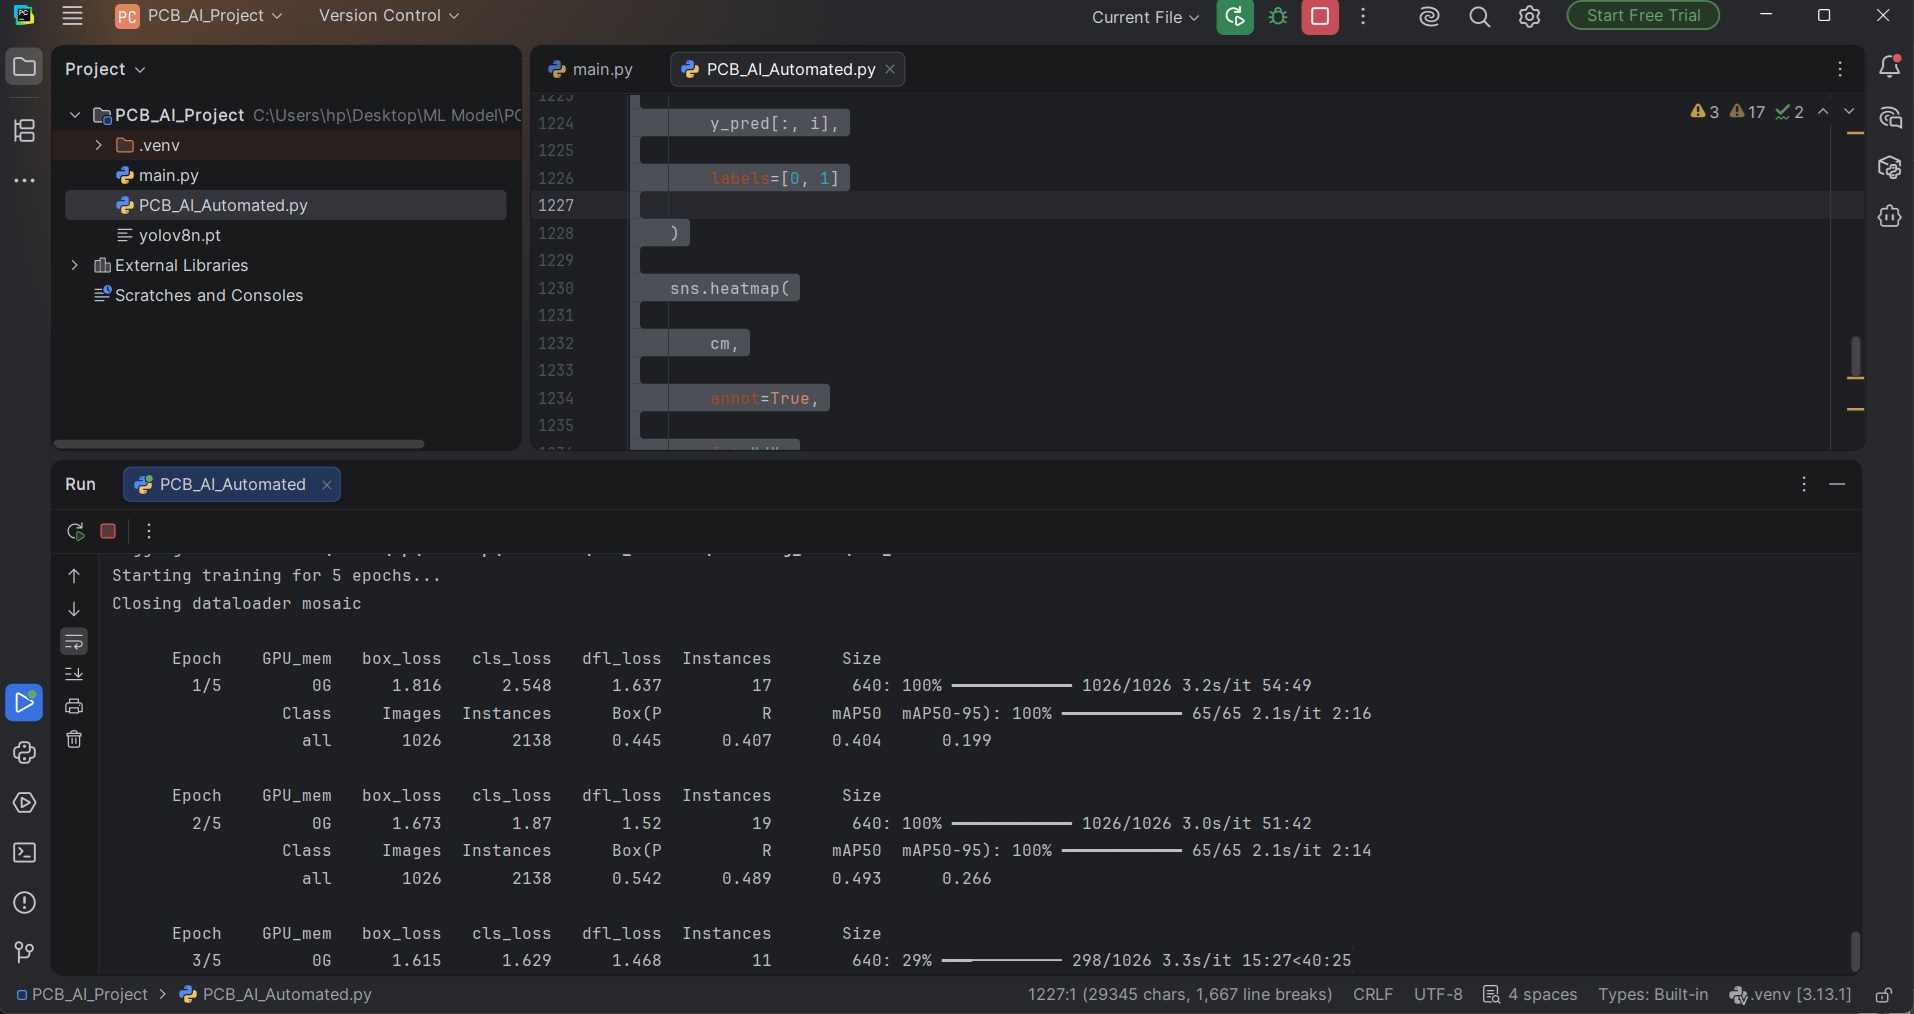 PC PCB_AI_Project Version Control Current File Start Free Trial
Project
main.py PCB_AI_Automated.py
PCB_AI_Project C:\Users\hp\Desktop\ML Model\PC
.venv
main.py
PCB_AI_Automated.py
yolov8n.pt
External Libraries
Scratches and Consoles
3 17 2
1223
1224 y_pred[:, i],
1225
1226 labels=[0, 1]
1227
1228 )
1229
1230 sns.heatmap(
1231
1232 cm,
1233
1234 annot=True,
1235
Run PCB_AI_Automated
Starting training for 5 epochs...
Closing dataloader mosaic
Epoch GPU_mem box_loss cls_loss dfl_loss Instances Size
1/5 0G 1.816 2.548 1.637 17 640: 100% ━━━━━━━━━━━━ 1026/1026 3.2s/it 54:49
Class Images Instances Box(P R mAP50 mAP50-95): 100% ━━━━━━━━━━━━ 65/65 2.1s/it 2:16
all 1026 2138 0.445 0.407 0.404 0.199
Epoch GPU_mem box_loss cls_loss dfl_loss Instances Size
2/5 0G 1.673 1.87 1.52 19 640: 100% ━━━━━━━━━━━━ 1026/1026 3.0s/it 51:42
Class Images Instances Box(P R mAP50 mAP50-95): 100% ━━━━━━━━━━━━ 65/65 2.1s/it 2:14
all 1026 2138 0.542 0.489 0.493 0.266
Epoch GPU_mem box_loss cls_loss dfl_loss Instances Size
3/5 0G 1.615 1.629 1.468 11 640: 29% ━━━───────── 298/1026 3.3s/it 15:27<40:25
PCB_AI_Project > PCB_AI_Automated.py 1227:1 (29345 chars, 1,667 line breaks) CRLF UTF-8 4 spaces Types: Built-in .venv [3.13.1]